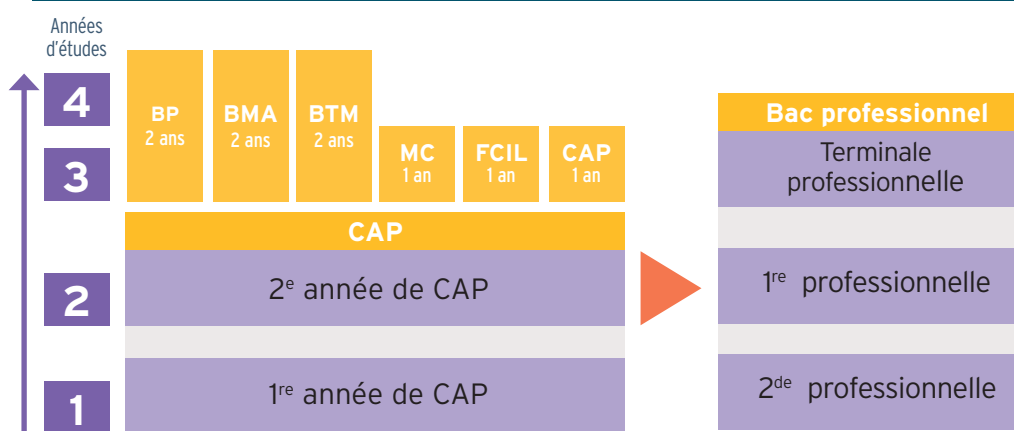 Années
d'études
4
BP
2 ans
BMA
2 ans
BTM
2 ans
3
MC
1 an
FCIL
1 an
CAP
1 an
CAP
2
2e année de CAP
1
1re année de CAP
Bac professionnel
Terminale
professionnelle
1re professionnelle
2de professionnelle